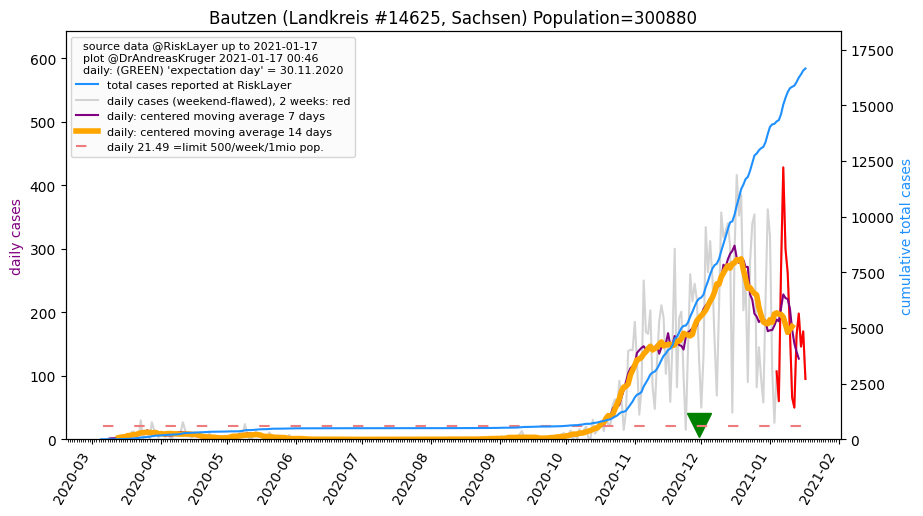 Bautzen (Landkreis #14625, Sachsen) Population=300880
source data @RiskLayer up to 2021-01-17
plot @DrAndreasKruger 2021-01-17 00:46
daily: (GREEN) 'expectation day' = 30.11.2020
total cases reported at RiskLayer
daily cases (weekend-flawed), 2 weeks: red
daily: centered moving average 7 days
daily: centered moving average 14 days
daily 21.49 =limit 500/week/1mio pop.
daily cases
600
500
400
300
200
100
0
cumulative total cases
17500
15000
12500
10000
7500
5000
2500
0
2020-03
2020-04
2020-05
2020-06
2020-07
2020-08
2020-09
2020-10
2020-11
2020-12
2021-01
2021-02